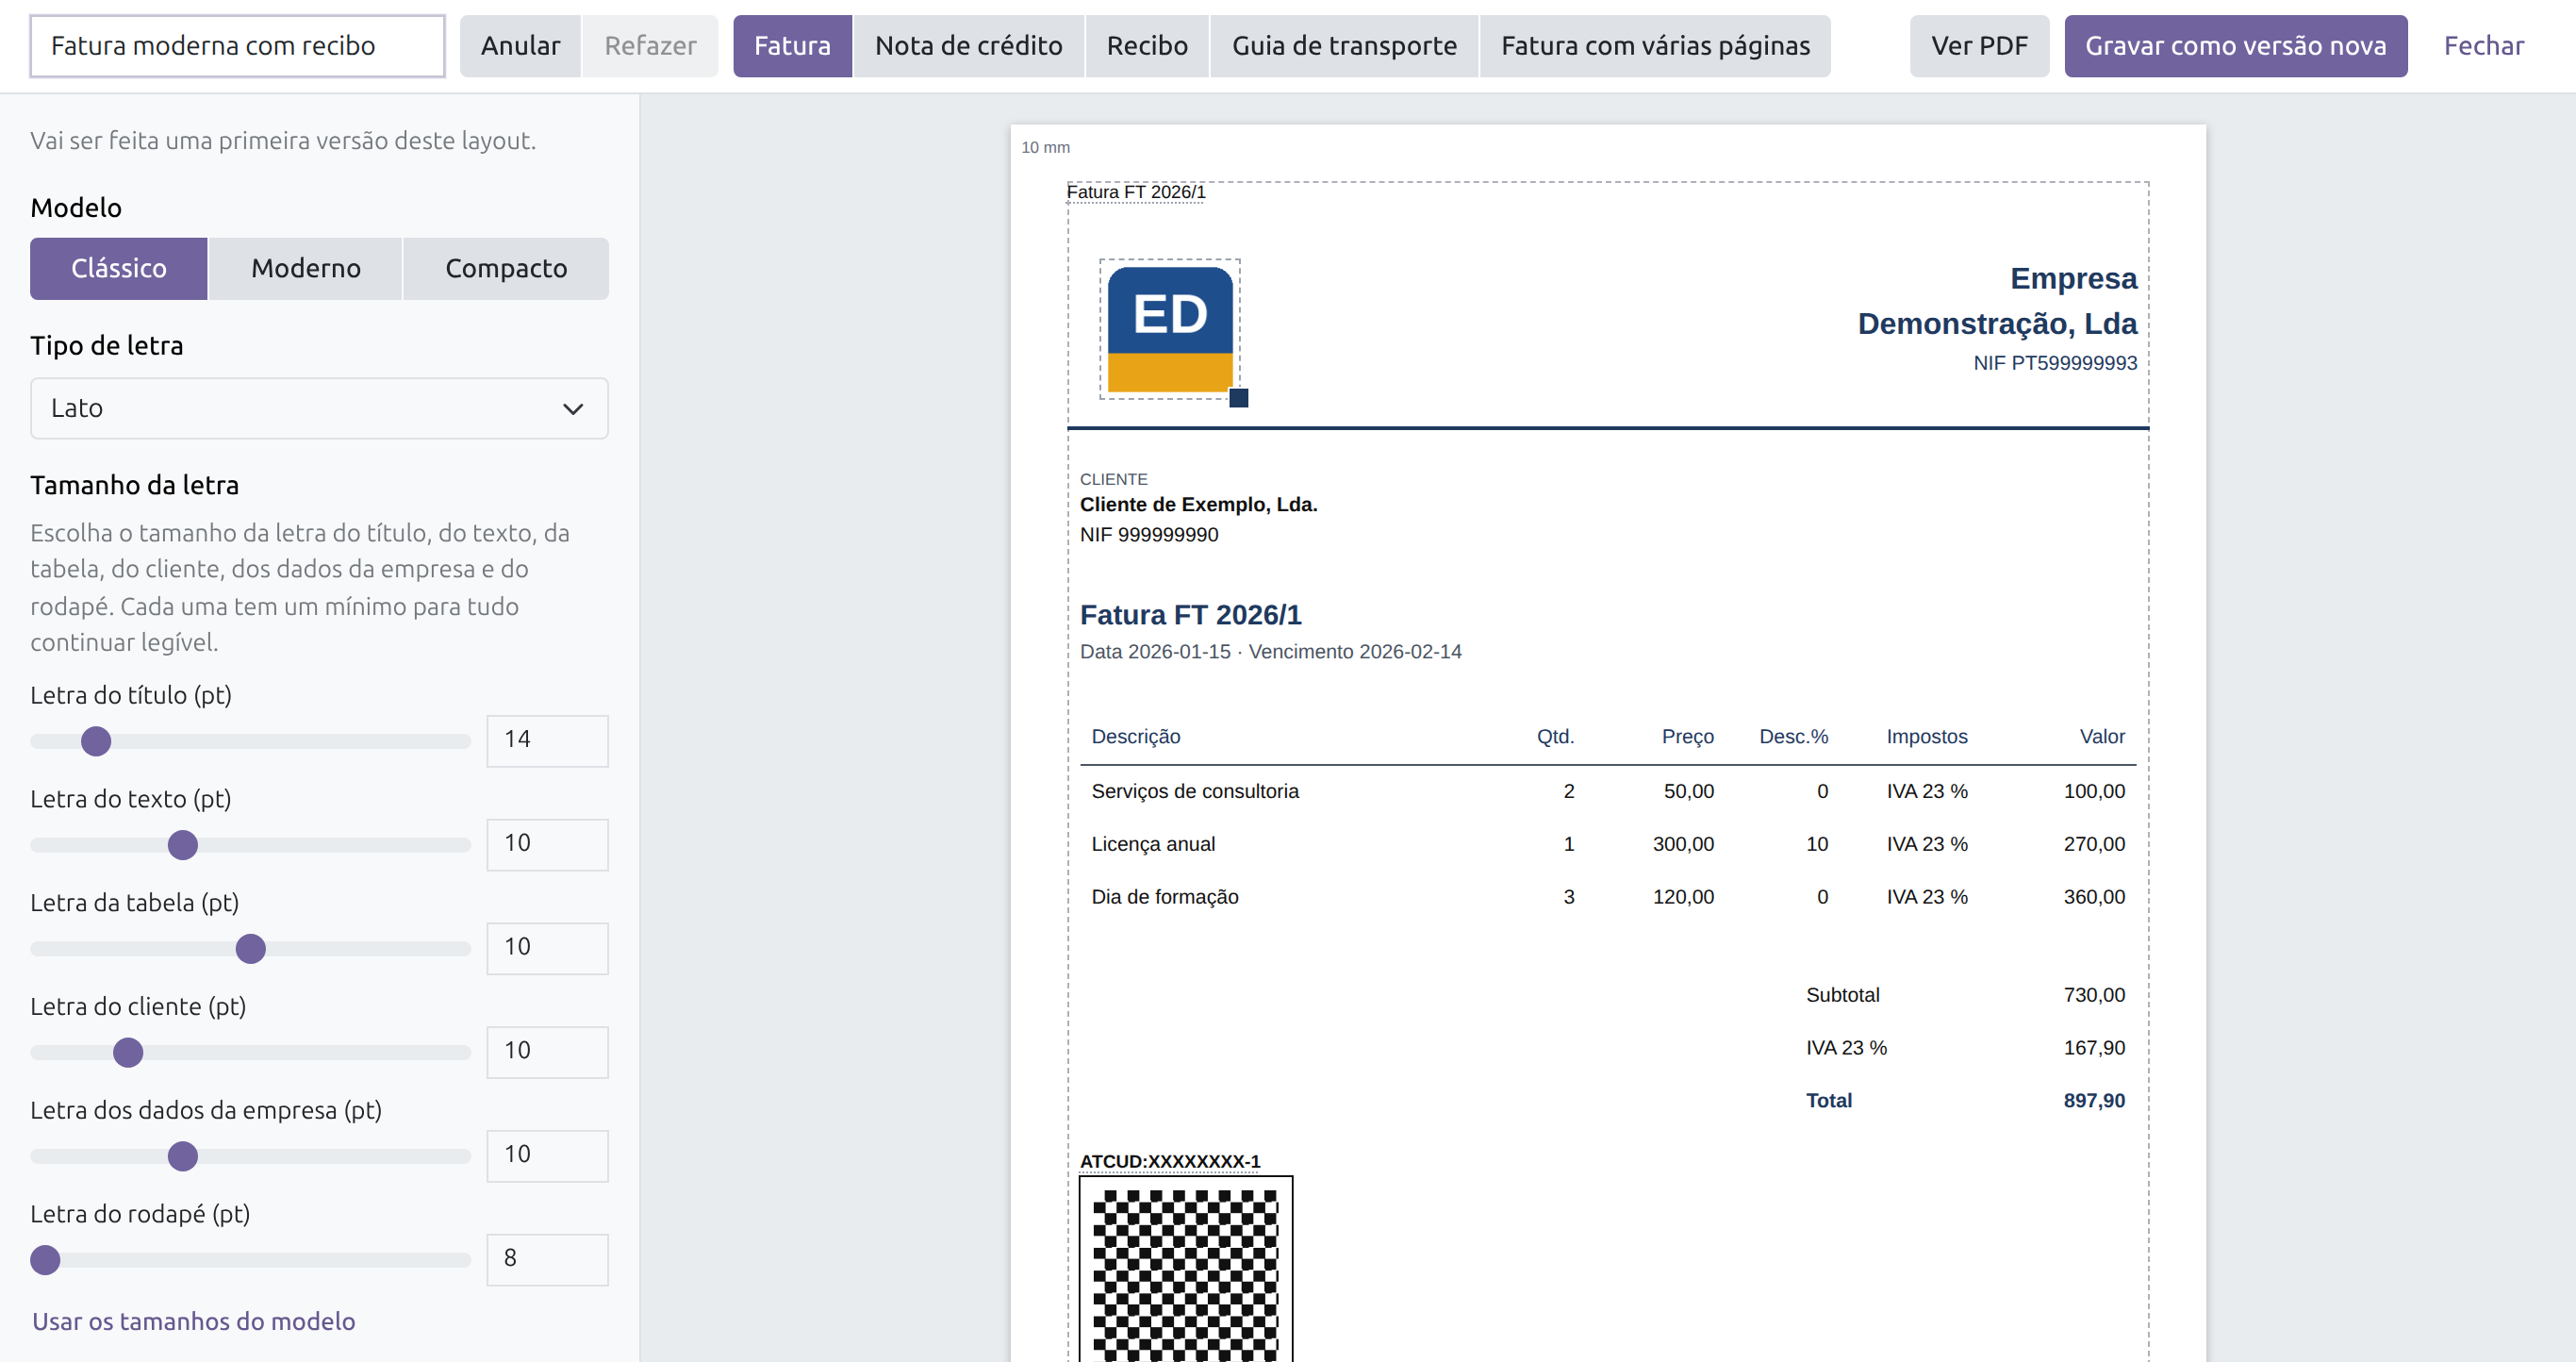 Fatura moderna com recibo
Anular
Refazer
Fatura
Nota de crédito
Recibo
Guia de transporte
Fatura com várias páginas
Ver PDF
Gravar como versão nova
Fechar
Vai ser feita uma primeira versão deste layout.
Modelo
Clássico
Moderno
Compacto
Tipo de letra
Lato
Tamanho da letra
Escolha o tamanho da letra do título, do texto, da
tabela, do cliente, dos dados da empresa e do
rodapé. Cada uma tem um mínimo para tudo
continuar legível.
Letra do título (pt)
14
Letra do texto (pt)
10
Letra da tabela (pt)
10
Letra do cliente (pt)
10
Letra dos dados da empresa (pt)
10
Letra do rodapé (pt)
8
Usar os tamanhos do modelo
10 mm
Fatura FT 2026/1
ED
Empresa
Demonstração, Lda
NIF PT599999993
CLIENTE
Cliente de Exemplo, Lda.
NIF 999999990
Fatura FT 2026/1
Data 2026-01-15 · Vencimento 2026-02-14
Descrição Qtd. Preço Desc.% Impostos Valor
Serviços de consultoria 2 50,00 0 IVA 23 % 100,00
Licença anual 1 300,00 10 IVA 23 % 270,00
Dia de formação 3 120,00 0 IVA 23 % 360,00
Subtotal 730,00
IVA 23 % 167,90
Total 897,90
ATCUD:XXXXXXXX-1